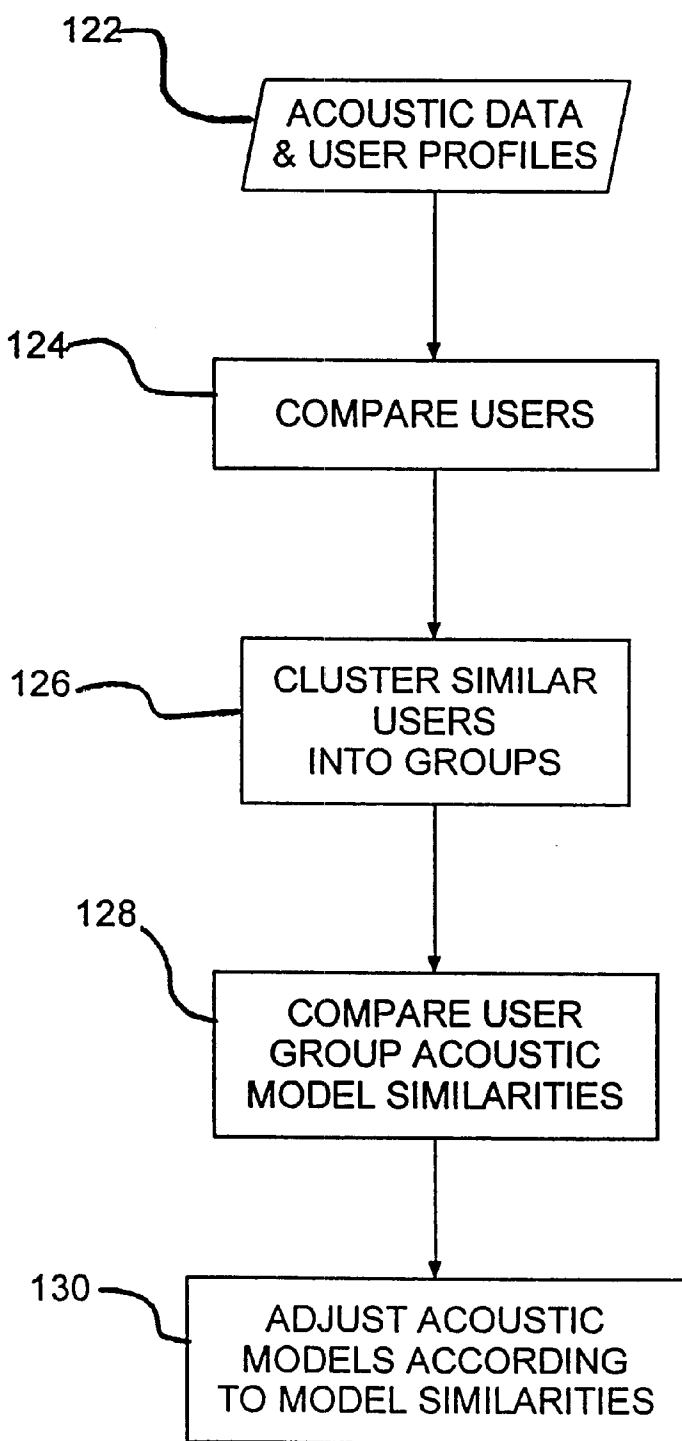 122
ACOUSTIC DATA
& USER PROFILES
124
COMPARE USERS
126
CLUSTER SIMILAR
USERS
INTO GROUPS
128
COMPARE USER
GROUP ACOUSTIC
MODEL SIMILARITIES
130
ADJUST ACOUSTIC
MODELS ACCORDING
TO MODEL SIMILARITIES